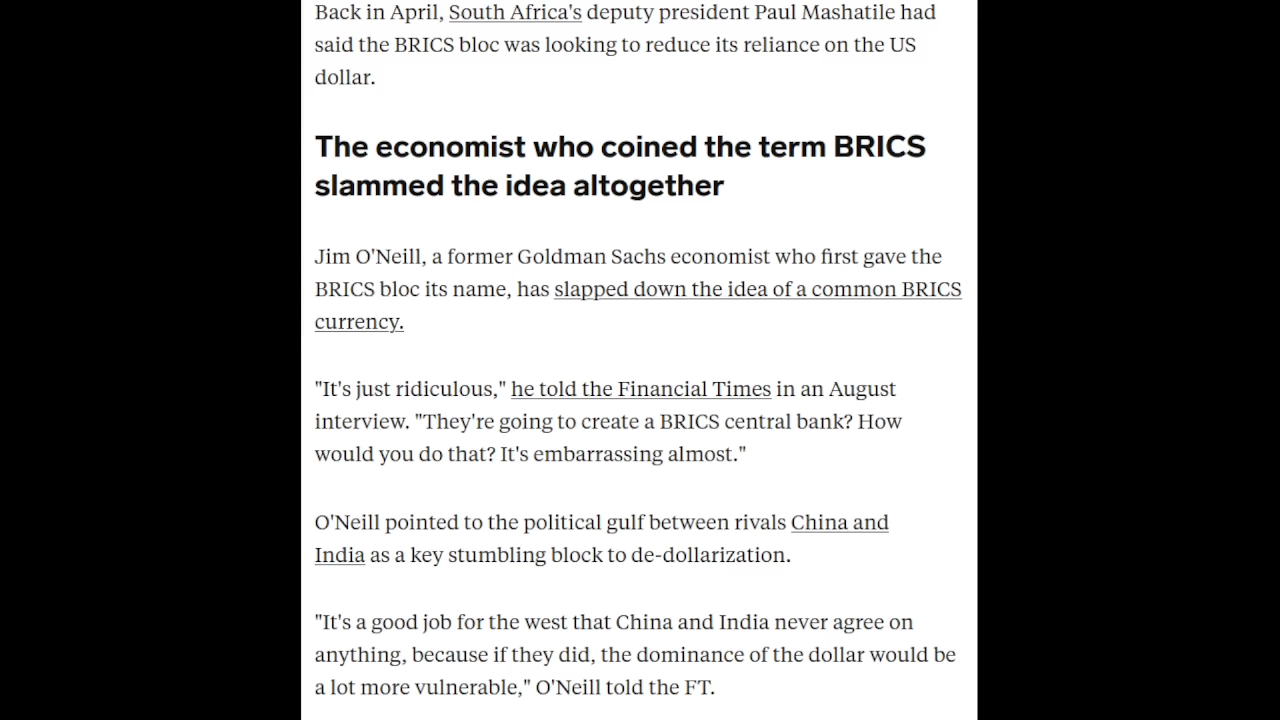 Back in April, South Africa's deputy president Paul Mashatile had
said the BRICS bloc was looking to reduce its reliance on the US
dollar.
The economist who coined the term BRICS
slammed the idea altogether
Jim O'Neill, a former Goldman Sachs economist who first gave the
BRICS bloc its name, has slapped down the idea of a common BRICS
currency.
"It's just ridiculous," he told the Financial Times in an August
interview. "They're going to create a BRICS central bank? How
would you do that? It's embarrassing almost."
O'Neill pointed to the political gulf between rivals China and
India as a key stumbling block to de-dollarization.
"It's a good job for the west that China and India never agree on
anything, because if they did, the dominance of the dollar would be
a lot more vulnerable," O'Neill told the FT.